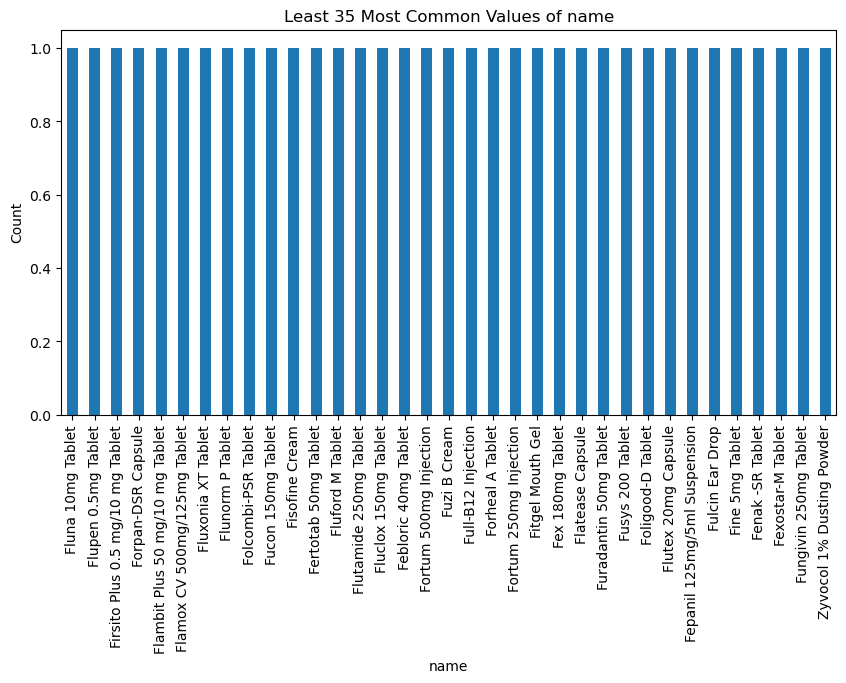 Least 35 Most Common Values of name
1.0
0.8
0.6
0.4
0.2
0.0
Count
Fluna 10mg Tablet
Flupen 0.5mg Tablet
Firsito Plus 0.5 mg/10 mg Tablet
Forpan-DSR Capsule
Flambit Plus 50 mg/10 mg Tablet
Flamox CV 500mg/125mg Tablet
Fluxonia XT Tablet
Flunorm P Tablet
Folcombi-PSR Tablet
Fucon 150mg Tablet
Fisofine Cream
Fertotab 50mg Tablet
Fluford M Tablet
Flutamide 250mg Tablet
Fluclox 150mg Tablet
Febloric 40mg Tablet
Fortum 500mg Injection
Fuzi B Cream
Full-B12 Injection
Forheal A Tablet
Fortum 250mg Injection
Fitgel Mouth Gel
Fex 180mg Tablet
Flatease Capsule
Furadantin 50mg Tablet
Fusys 200 Tablet
Foligood-D Tablet
Flutex 20mg Capsule
Fepanil 125mg/5ml Suspension
Fulcin Ear Drop
Fine 5mg Tablet
Fenak -SR Tablet
Fexostar-M Tablet
Fungivin 250mg Tablet
Zyvocol 1% Dusting Powder
name